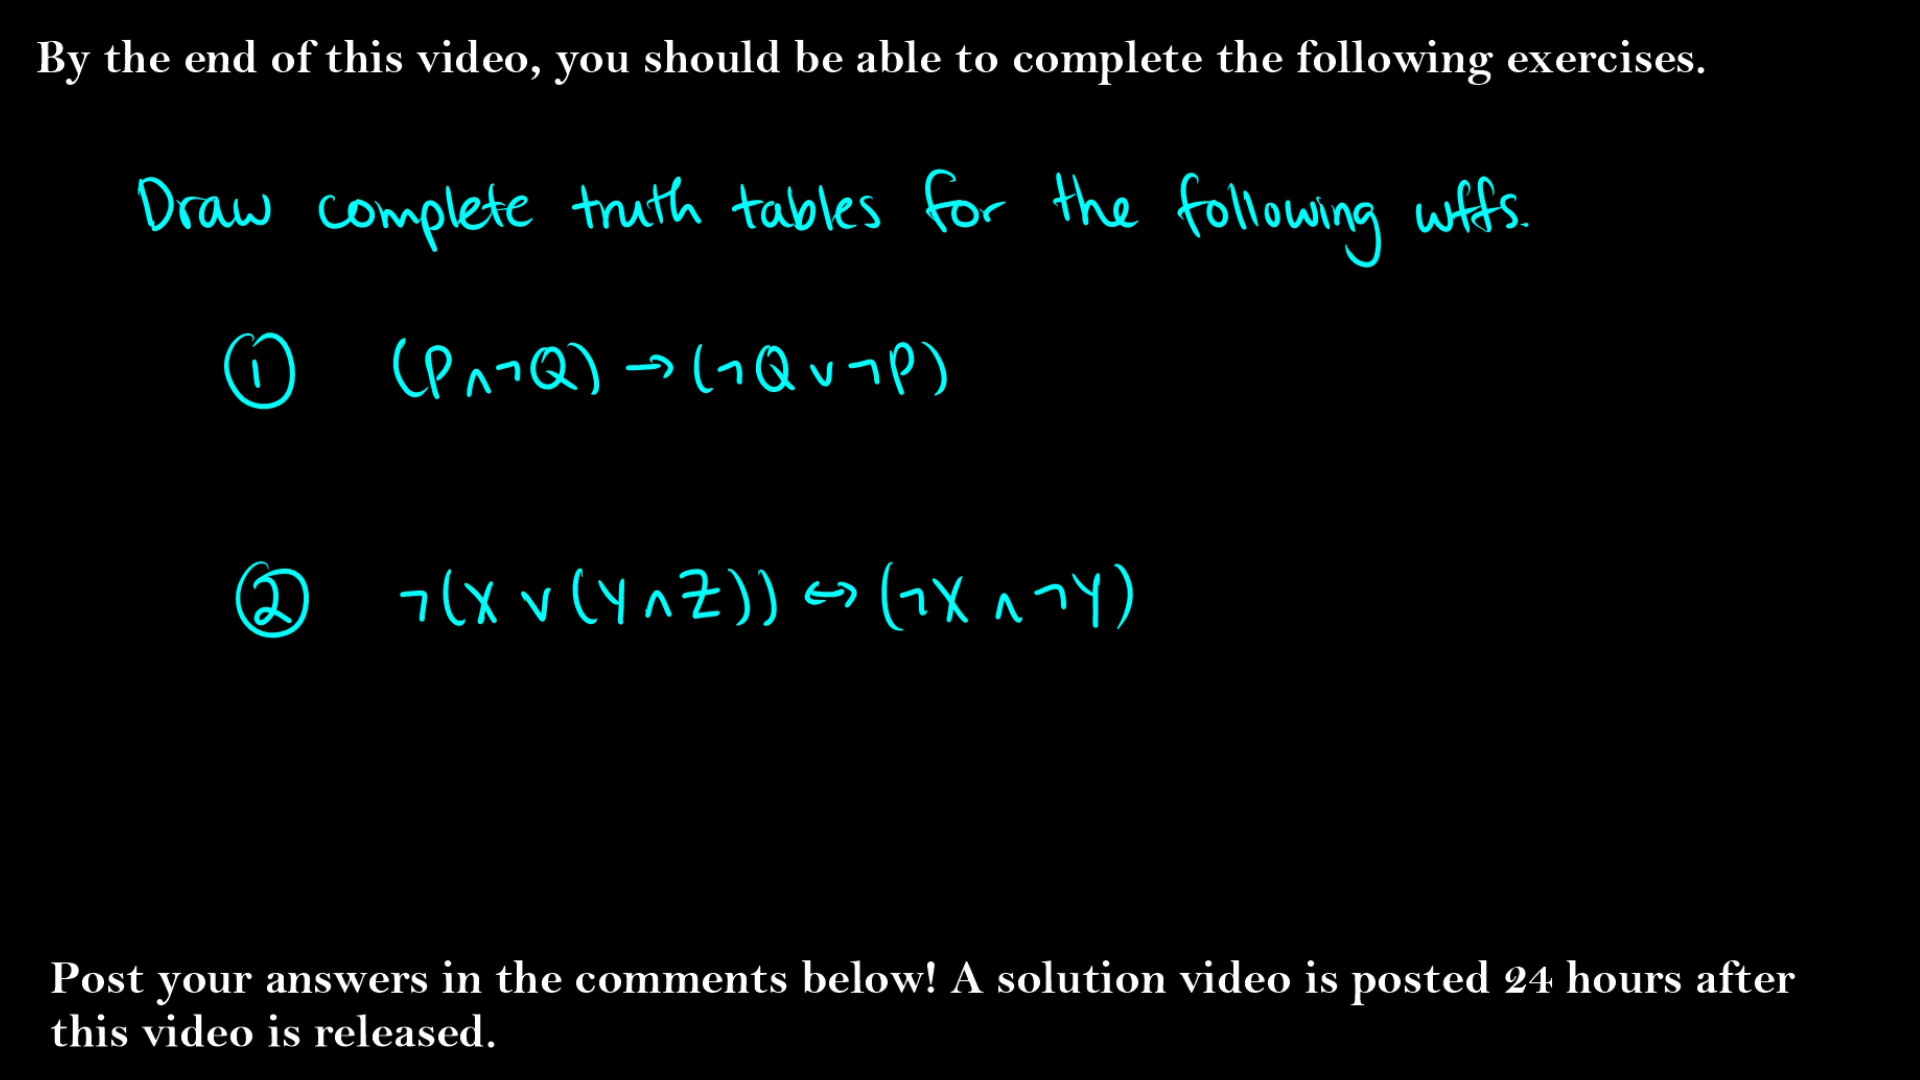 By the end of this video, you should be able to complete the following exercises.
Draw complete truth tables for the following wffs.
① (P∧¬Q) → (¬Q ∨ ¬P)
② ¬(X ∨ (Y ∧ Z)) ↔ (¬X ∧ ¬Y)
Post your answers in the comments below! A solution video is posted 24 hours after
this video is released.